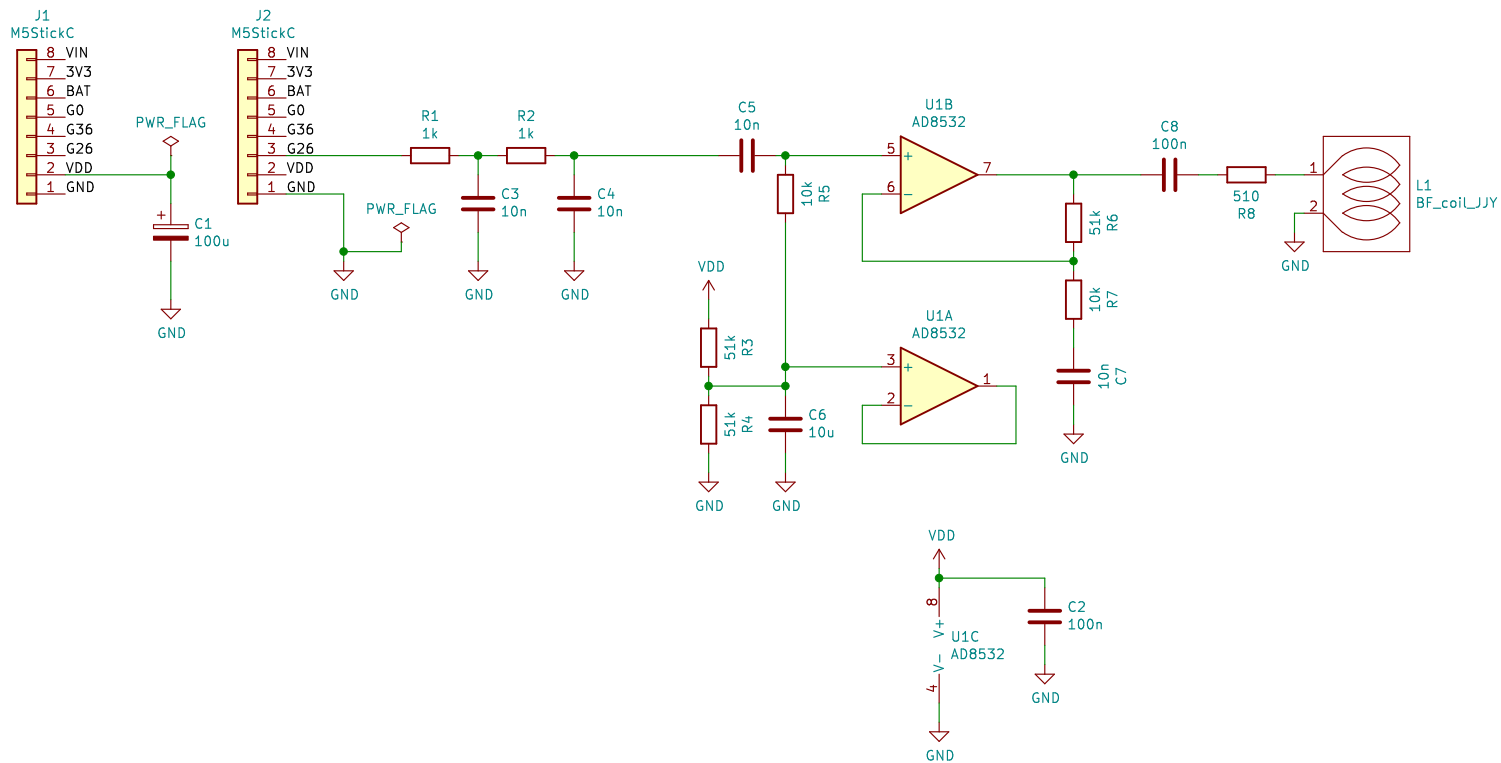 J1
M5StickC
8 VIN
7 3V3
6 BAT
5 G0
4 G36
3 G26
2 VDD
1 GND
PWR_FLAG
+
C1
100u
GND
J2
M5StickC
8 VIN
7 3V3
6 BAT
5 G0
4 G36
3 G26
2 VDD
1 GND
PWR_FLAG
GND
R1
1k
R2
1k
C3
10n
GND
C4
10n
GND
C5
10n
10k
R5
VDD
51k
R3
51k
R4
GND
C6
10u
GND
U1B
AD8532
5 +
6 −
7
U1A
AD8532
3 +
2 −
1
51k
R6
10k
R7
10n
C7
GND
C8
100n
510
R8
1
2
GND
L1
BF_coil_JJY
VDD
8
V+
U1C
AD8532
V-
4
GND
C2
100n
GND